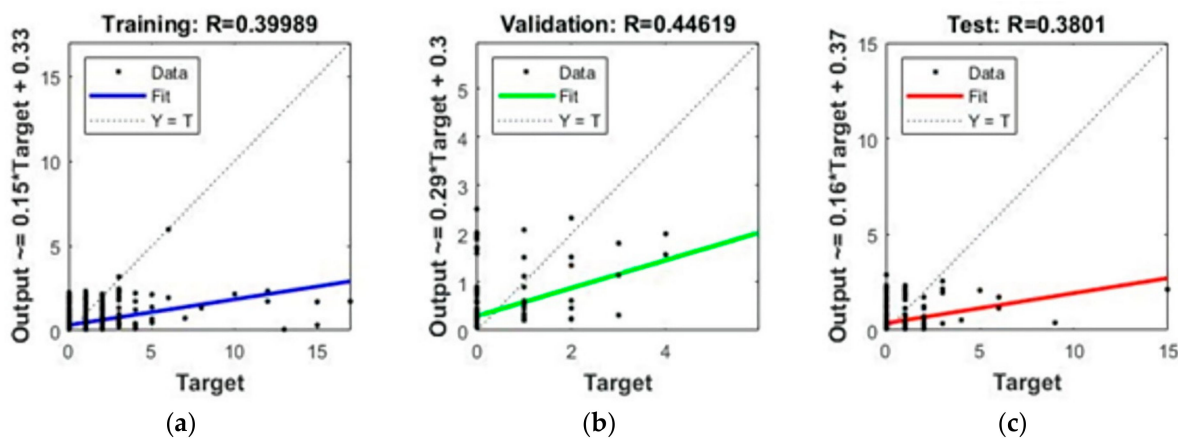 Training: R=0.39989
Output ~= 0.15*Target + 0.33
15
10
5
0
Data
Fit
Y = T
0 5 10 15
Target
(a)
Validation: R=0.44619
Output ~= 0.29*Target + 0.3
5
4
3
2
1
0
Data
Fit
Y = T
0 2 4
Target
(b)
Test: R=0.3801
Output ~= 0.16*Target + 0.37
15
10
5
0
Data
Fit
Y = T
0 5 10 15
Target
(c)